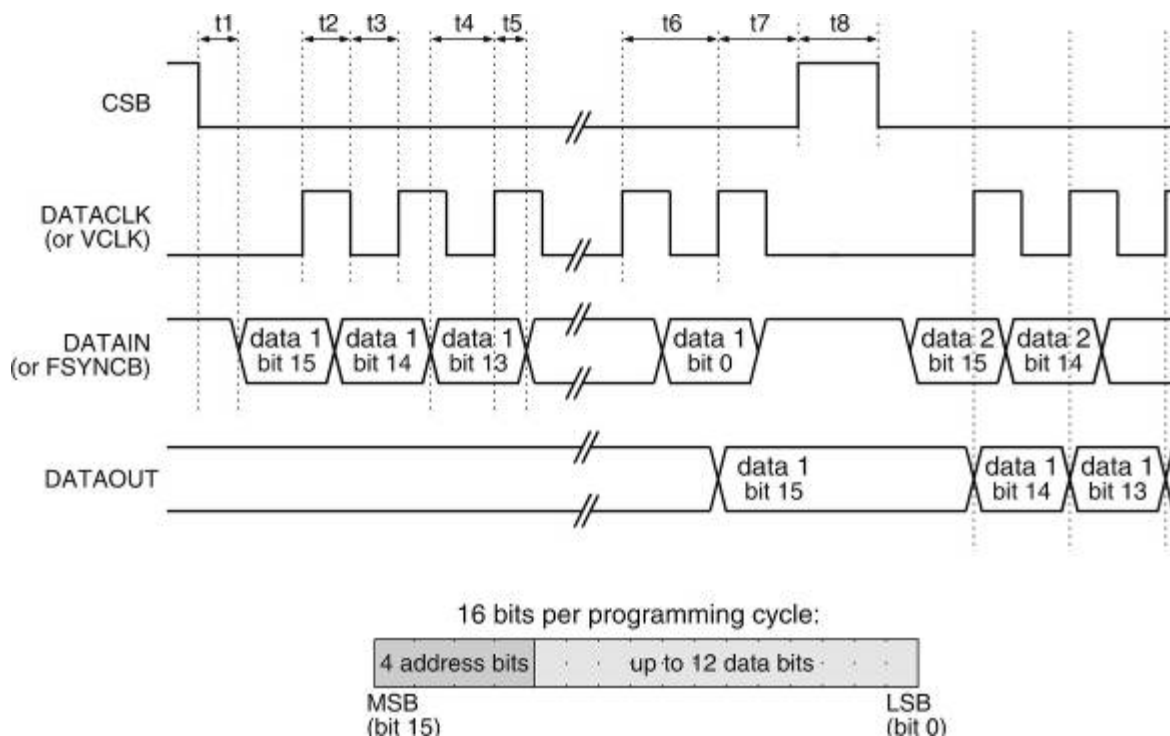 t1 t2 t3 t4 t5 t6 t7 t8
CSB
DATACLK
(or VCLK)
DATAIN
(or FSYNCB)
data 1
bit 15
data 1
bit 14
data 1
bit 13
data 1
bit 0
data 2
bit 15
data 2
bit 14
DATAOUT
data 1
bit 15
data 1
bit 14
data 1
bit 13
16 bits per programming cycle:
4 address bits
up to 12 data bits
MSB
(bit 15)
LSB
(bit 0)